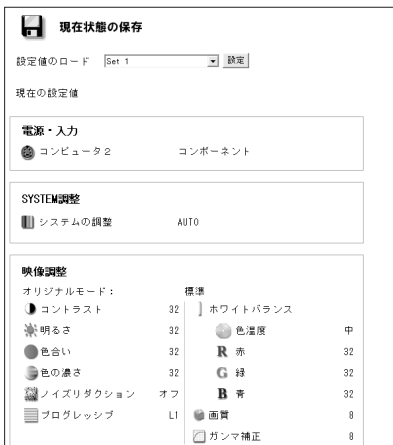 現在状態の保存
設定値のロード Set 1 設定
現在の設定値
電源・入力
コンピュータ2 コンポーネント
SYSTEM調整
システムの調整 AUTO
映像調整
オリジナルモード： 標準
コントラスト 32 ホワイトバランス
明るさ 32 色温度 中
色合い 32 R 赤 32
色の濃さ 32 G 緑 32
ノイズリダクション オフ B 青 32
プログレッシブ L1 画質 8
ガンマ補正 8